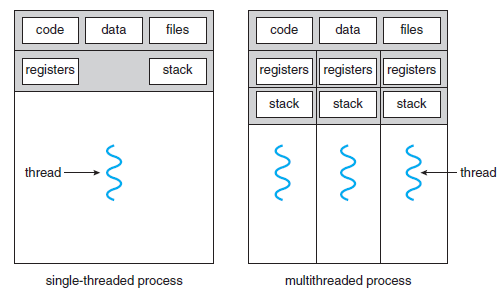 code data files
registers stack
thread
single-threaded process
code data files
registers registers registers
stack stack stack
thread
multithreaded process